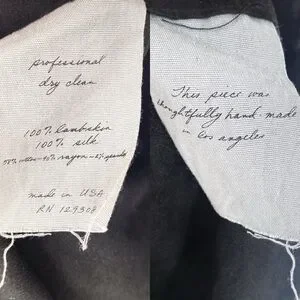 professional
dry clean
100% lambskin
100% silk
made in USA
RN 129308
This piece was
thoughtfully hand-made
in los angeles